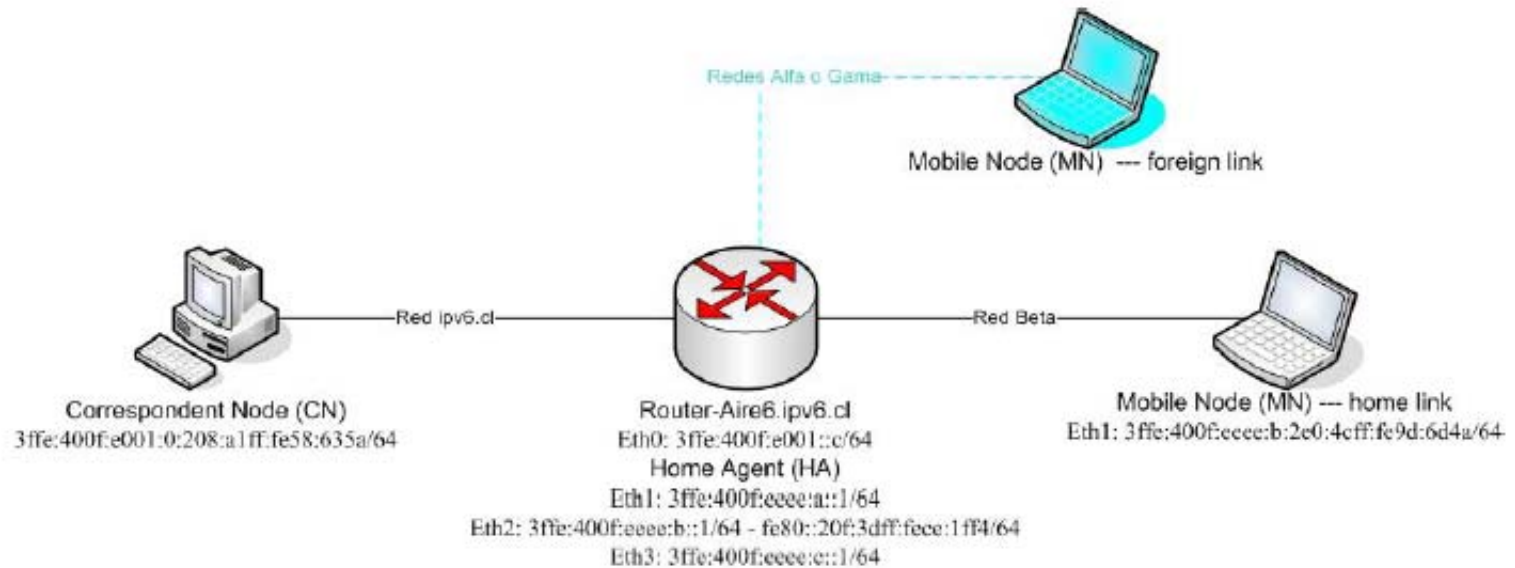 Redes Alfa o Gama
Mobile Node (MN) --- foreign link
Red ipv6.cl
Red Beta
Correspondent Node (CN)
3ffe:400f:e001:0:208:a1ff:fe58:635a/64
Router-Aire6.ipv6.cl
Eth0: 3ffe:400f:e001::c/64
Home Agent (HA)
Eth1: 3ffe:400f:eeee:a::1/64
Eth2: 3ffe:400f:eeee:b::1/64 - fe80::20f:3dff:fece:1ff4/64
Eth3: 3ffe:400f:eeee:c::1/64
Mobile Node (MN) --- home link
Eth1: 3ffe:400f:eeee:b:2e0:4cff:fe9d:6d4a/64